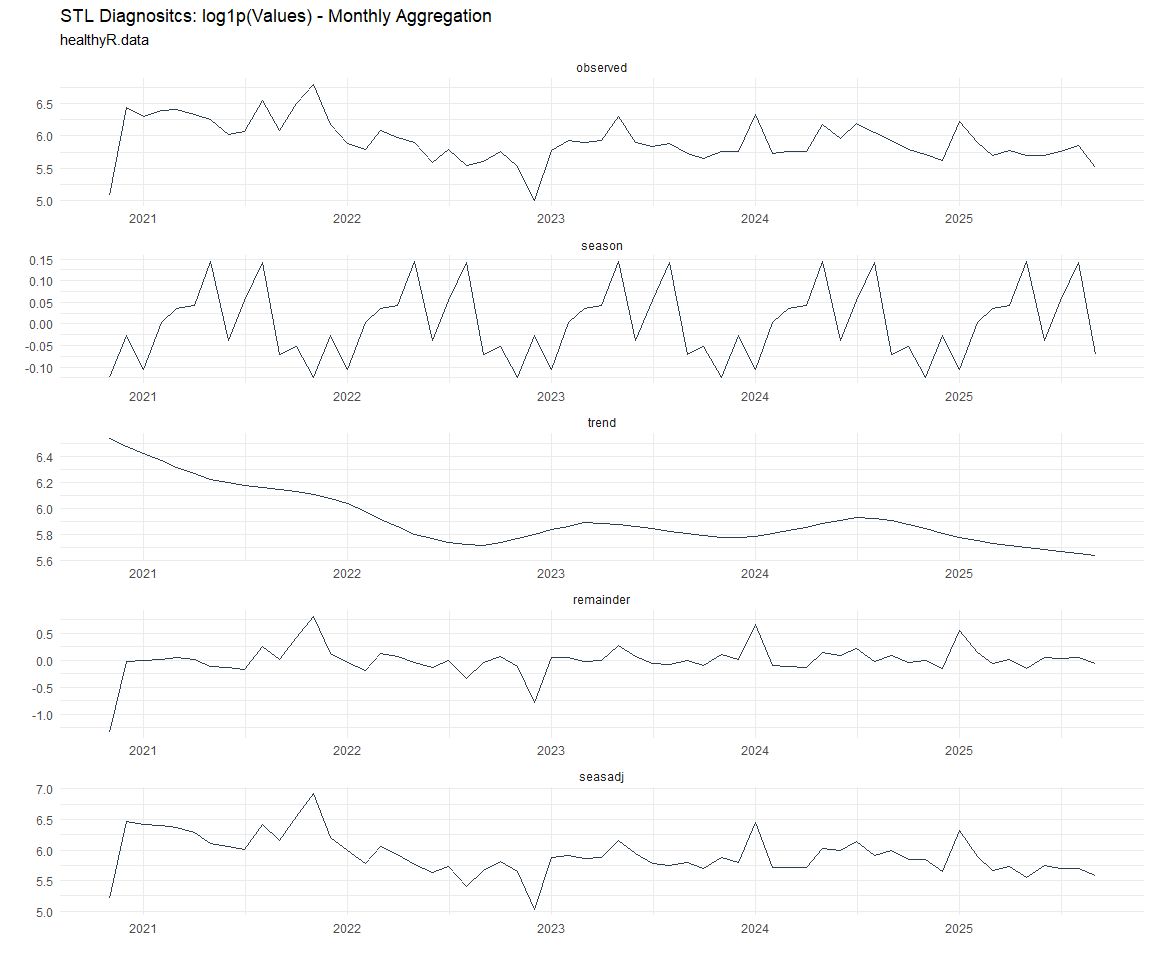 STL Diagnositcs: log1p(Values) - Monthly Aggregation
healthyR.data
observed
6.5
6.0
5.5
5.0
2021 2022 2023 2024 2025
season
0.15
0.10
0.05
0.00
-0.05
-0.10
2021 2022 2023 2024 2025
trend
6.4
6.2
6.0
5.8
5.6
2021 2022 2023 2024 2025
remainder
0.5
0.0
-0.5
-1.0
2021 2022 2023 2024 2025
seasadj
7.0
6.5
6.0
5.5
5.0
2021 2022 2023 2024 2025